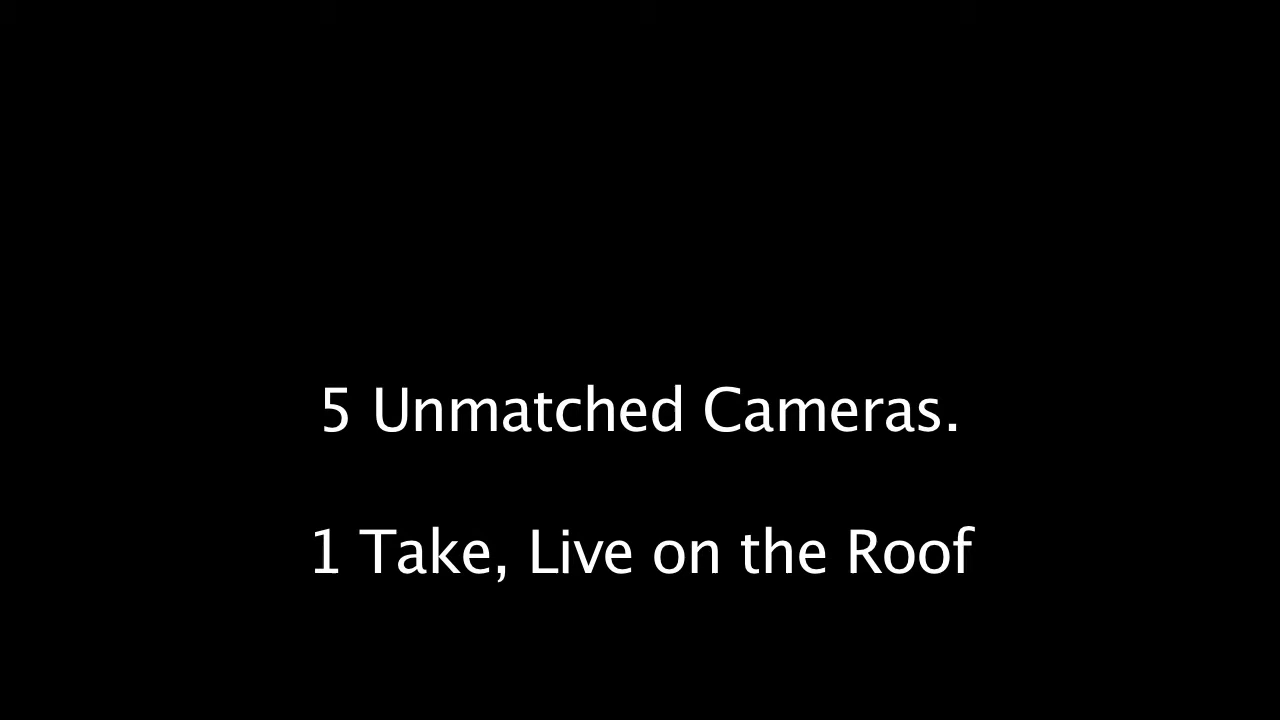 5 Unmatched Cameras.
1 Take, Live on the Roof